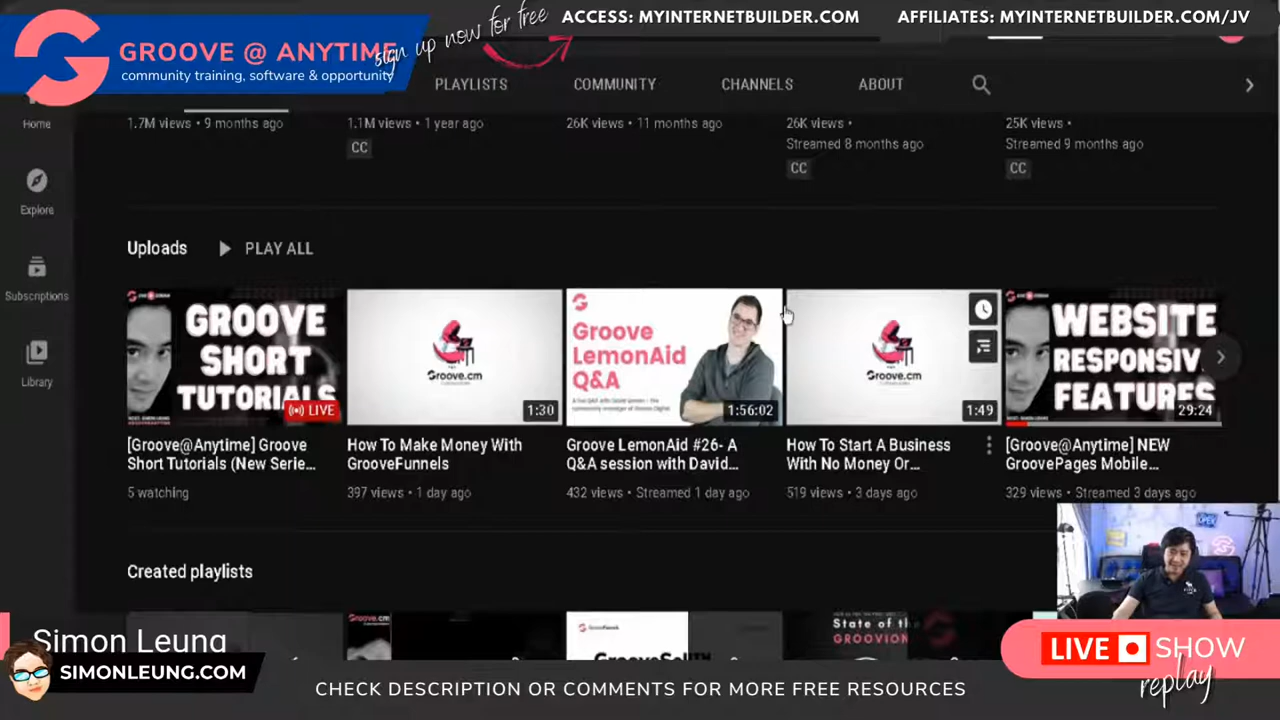 ACCESS: MYINTERNETBUILDER.COM AFFILIATES: MYINTERNETBUILDER.COM/JV
sign up now for free
GROOVE @ ANYTIME
community training, software & opportunity
PLAYLISTS COMMUNITY CHANNELS ABOUT
Home
Explore
Subscriptions
Library
1.7M views • 9 months ago
1.1M views • 1 year ago
CC
26K views • 11 months ago
26K views •
Streamed 8 months ago
CC
25K views •
Streamed 9 months ago
CC
Uploads PLAY ALL
GROOVE
SHORT
TUTORIALS
LIVE
[Groove@Anytime] Groove
Short Tutorials (New Serie...
5 watching
Groove.cm
1:30
How To Make Money With
GrooveFunnels
397 views • 1 day ago
Groove
LemonAid
Q&A
1:56:02
Groove LemonAid #26- A
Q&A session with David...
432 views • Streamed 1 day ago
Groove.cm
1:49
How To Start A Business
With No Money Or...
519 views • 3 days ago
WEBSITE
RESPONSIV
FEATURES
29:24
[Groove@Anytime] NEW
GroovePages Mobile...
329 views • Streamed 3 days ago
Created playlists
Groove.cm
State of the
GROOVION
OPEN
Simon Leung
SIMONLEUNG.COM
LIVE SHOW
replay
CHECK DESCRIPTION OR COMMENTS FOR MORE FREE RESOURCES